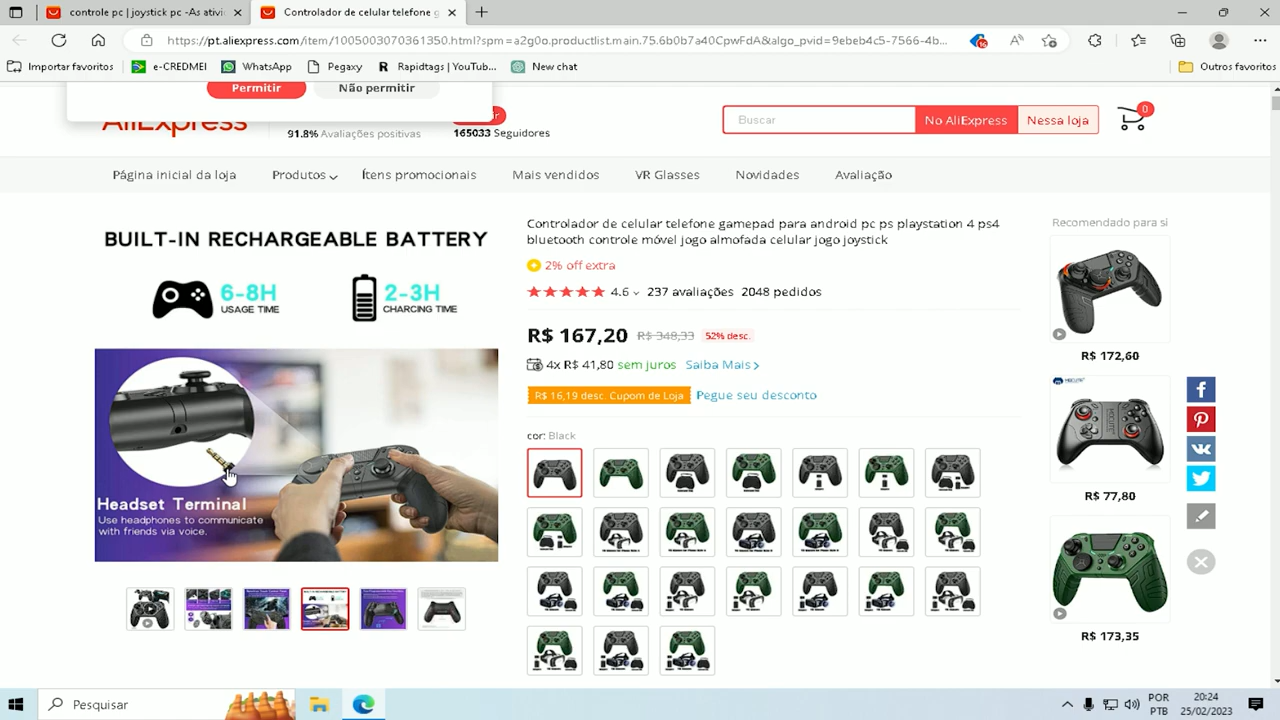 controle pc | joystick pc -As ativi
Controlador de celular telefone g
https://pt.aliexpress.com/item/1005003070361350.html?spm=a2g0o.productlist.main.75.6b0b7a40CpwFdA&algo_pvid=9ebeb4c5-7566-4b...
16
Importar favoritos
e-CREDMEI
WhatsApp
Pegaxy
Rapidtags | YouTub...
New chat
Outros favoritos
Permitir
Não permitir
AliExpress
91.8% Avaliações positivas
165033 Seguidores
Buscar
No AliExpress
Nessa loja
0
Página inicial da loja
Produtos
Ítens promocionais
Mais vendidos
VR Glasses
Novidades
Avaliação
BUILT-IN RECHARGEABLE BATTERY
6-8H
USAGE TIME
2-3H
CHARCING TIME
Headset Terminal
Use headphones to communicate
with friends via voice.
Controlador de celular telefone gamepad para android pc ps playstation 4 ps4
bluetooth controle móvel jogo almofada celular jogo joystick
2% off extra
4.6
237 avaliações
2048 pedidos
R$ 167,20
R$ 348,33
52% desc.
4x R$ 41,80 sem juros
Saiba Mais
R$ 16,19 desc. Cupom de Loja
Pegue seu desconto
cor: Black
Recomendado para si
R$ 172,60
R$ 77,80
R$ 173,35
Pesquisar
POR
PTB
20:24
25/02/2023